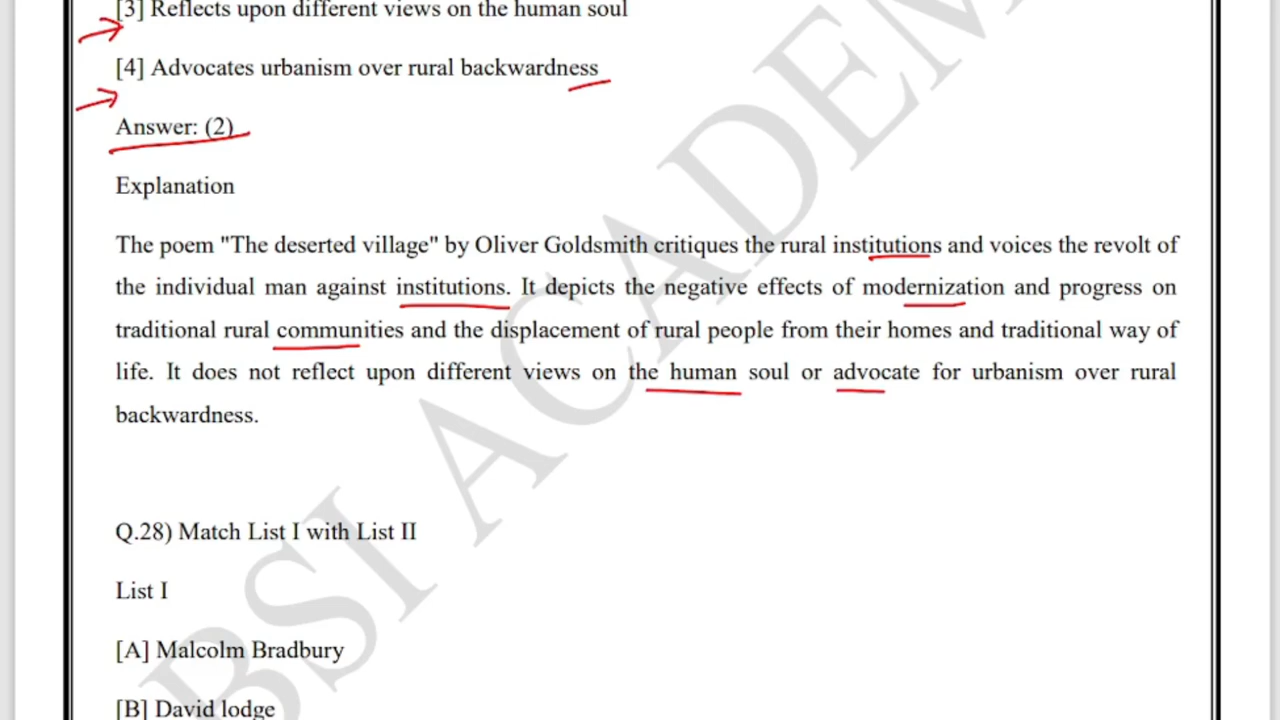 [3] Reflects upon different views on the human soul
[4] Advocates urbanism over rural backwardness
Answer: (2)
Explanation
The poem "The deserted village" by Oliver Goldsmith critiques the rural institutions and voices the revolt of
the individual man against institutions. It depicts the negative effects of modernization and progress on
traditional rural communities and the displacement of rural people from their homes and traditional way of
life. It does not reflect upon different views on the human soul or advocate for urbanism over rural
backwardness.
Q.28) Match List I with List II
List I
[A] Malcolm Bradbury
[B] David lodge
BSI ACADEM